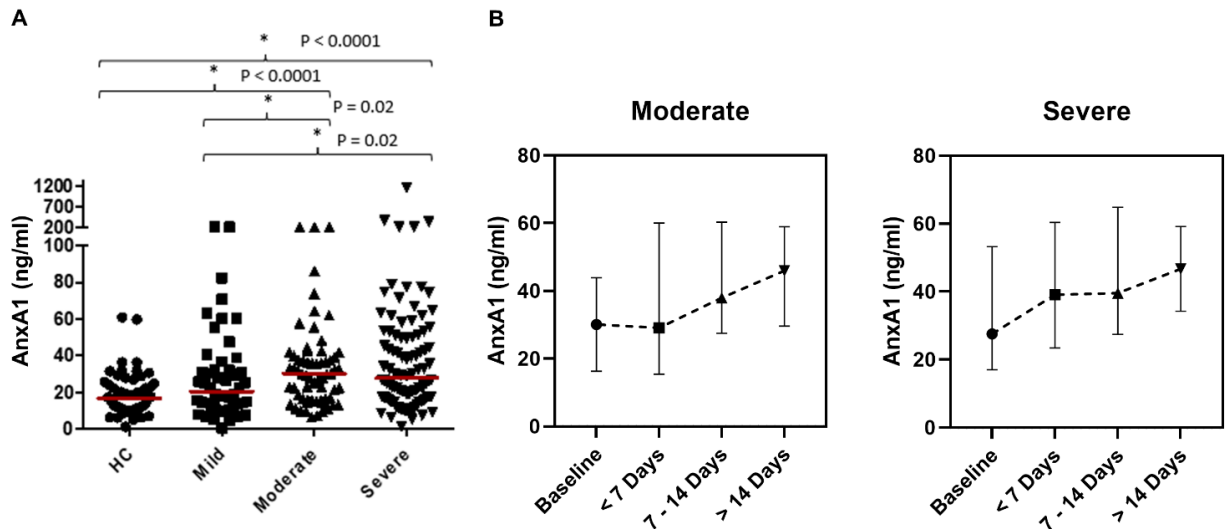 A
* P < 0.0001
* P < 0.0001
* P = 0.02
* P = 0.02
AnxA1 (ng/ml)
1200
700
200
100
80
60
40
20
0
HC
Mild
Moderate
Severe
B
Moderate
AnxA1 (ng/ml)
80
60
40
20
0
Baseline
< 7 Days
7 - 14 Days
> 14 Days
Severe
AnxA1 (ng/ml)
80
60
40
20
0
Baseline
< 7 Days
7 - 14 Days
> 14 Days